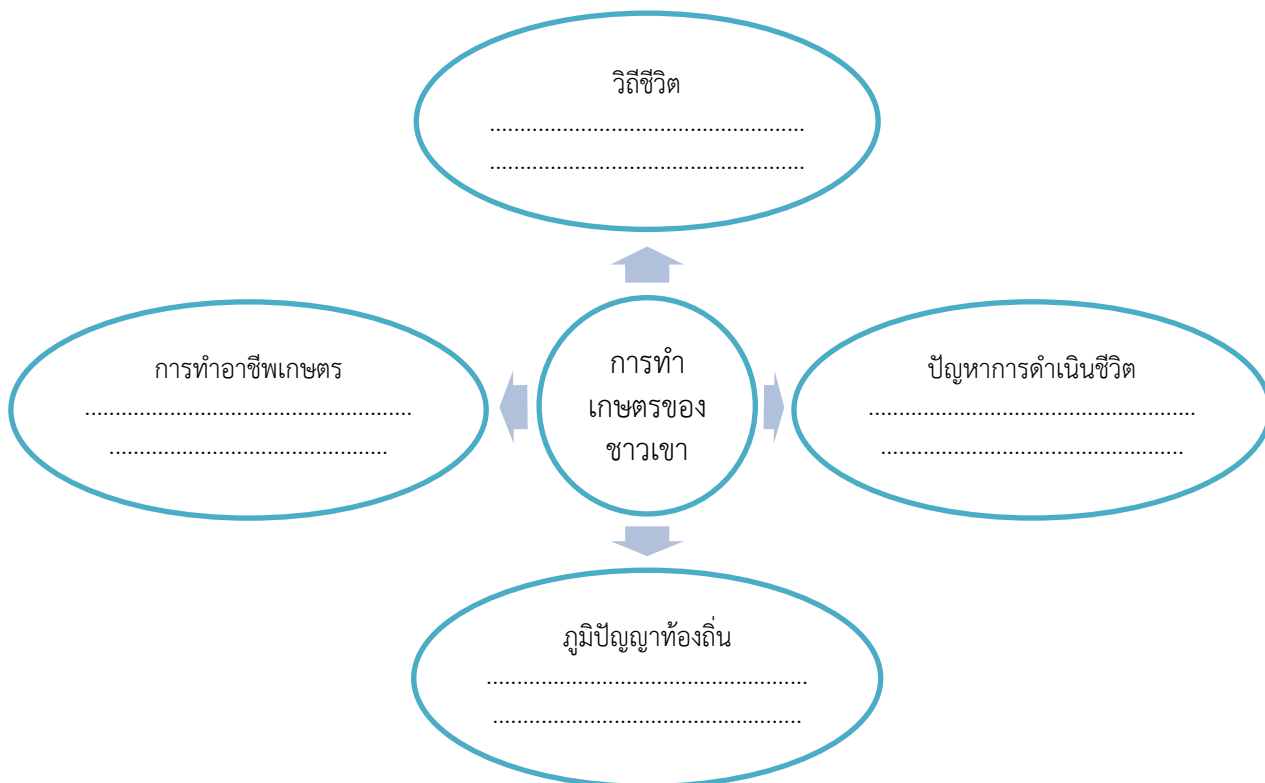 วิถีชีวิต
.....................................................
.....................................................
การทำอาชีพเกษตร
.......................................................
...............................................
การทำ
เกษตรของ
ชาวเขา
ปัญหาการดำเนินชีวิต
.......................................................
...................................................
ภูมิปัญญาท้องถิ่น
......................................................
....................................................